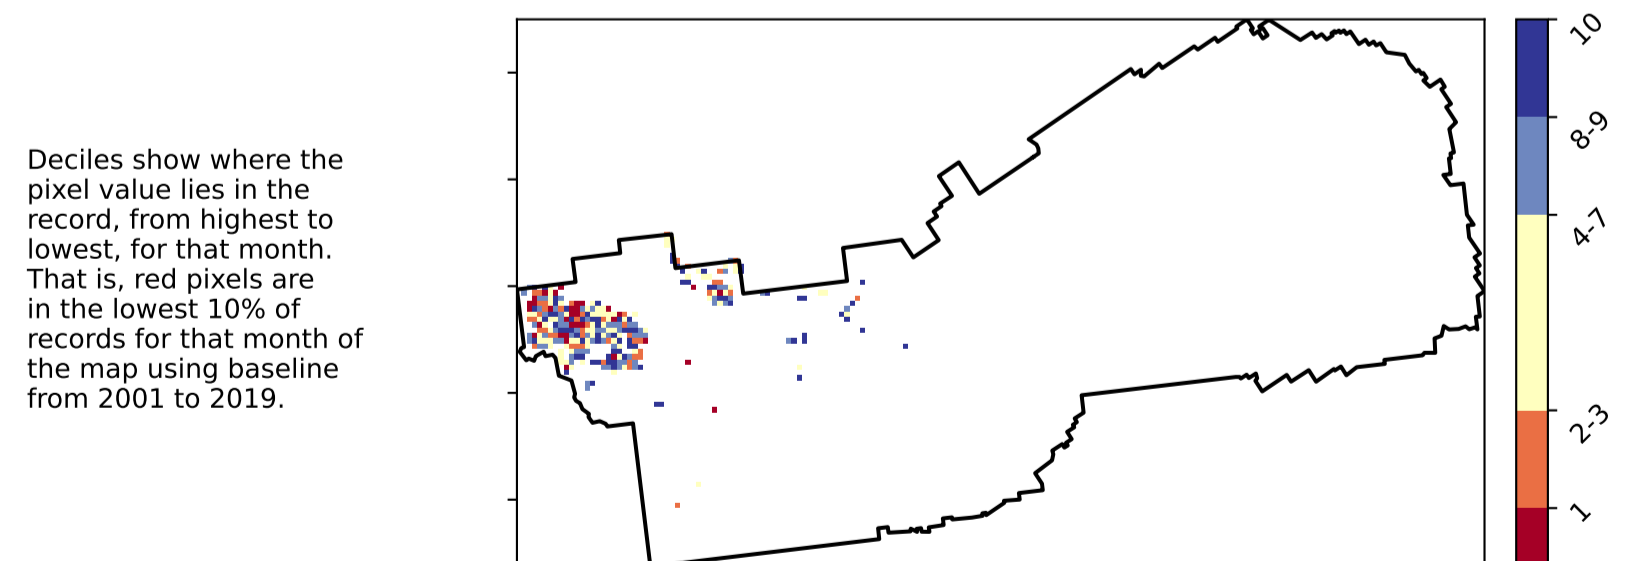 Deciles show where the
pixel value lies in the
record, from highest to
lowest, for that month.
That is, red pixels are
in the lowest 10% of
records for that month of
the map using baseline
from 2001 to 2019.
10
8-9
4-7
2-3
1